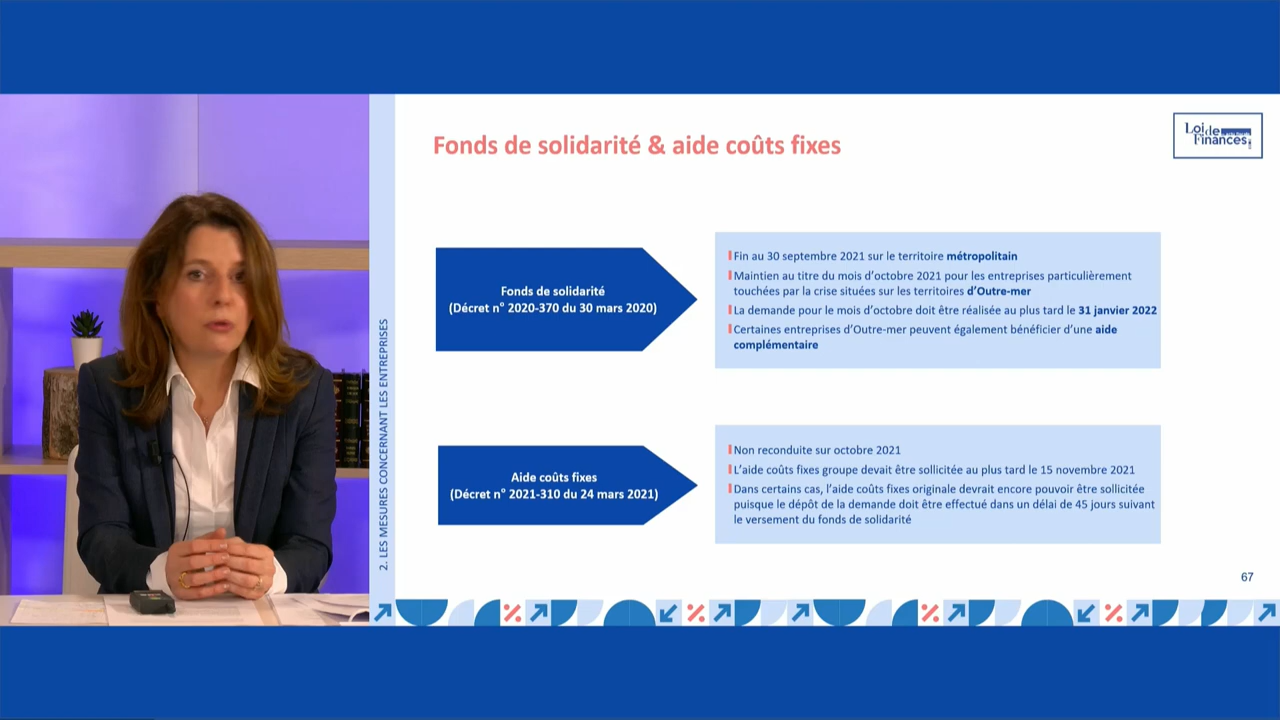 Fonds de solidarité & aide coûts fixes
Loi de
Finances
Fonds de solidarité
(Décret n° 2020-370 du 30 mars 2020)
Fin au 30 septembre 2021 sur le territoire métropolitain
Maintien au titre du mois d’octobre 2021 pour les entreprises particulièrement
touchées par la crise situées sur les territoires d’Outre-mer
La demande pour le mois d’octobre doit être réalisée au plus tard le 31 janvier 2022
Certaines entreprises d’Outre-mer peuvent également bénéficier d’une aide
complémentaire
Aide coûts fixes
(Décret n° 2021-310 du 24 mars 2021)
Non reconduite sur octobre 2021
L’aide coûts fixes groupe devait être sollicitée au plus tard le 15 novembre 2021
Dans certains cas, l’aide coûts fixes originale devrait encore pouvoir être sollicitée
puisque le dépôt de la demande doit être effectué dans un délai de 45 jours suivant
le versement du fonds de solidarité
2. LES MESURES CONCERNANT LES ENTREPRISES
67